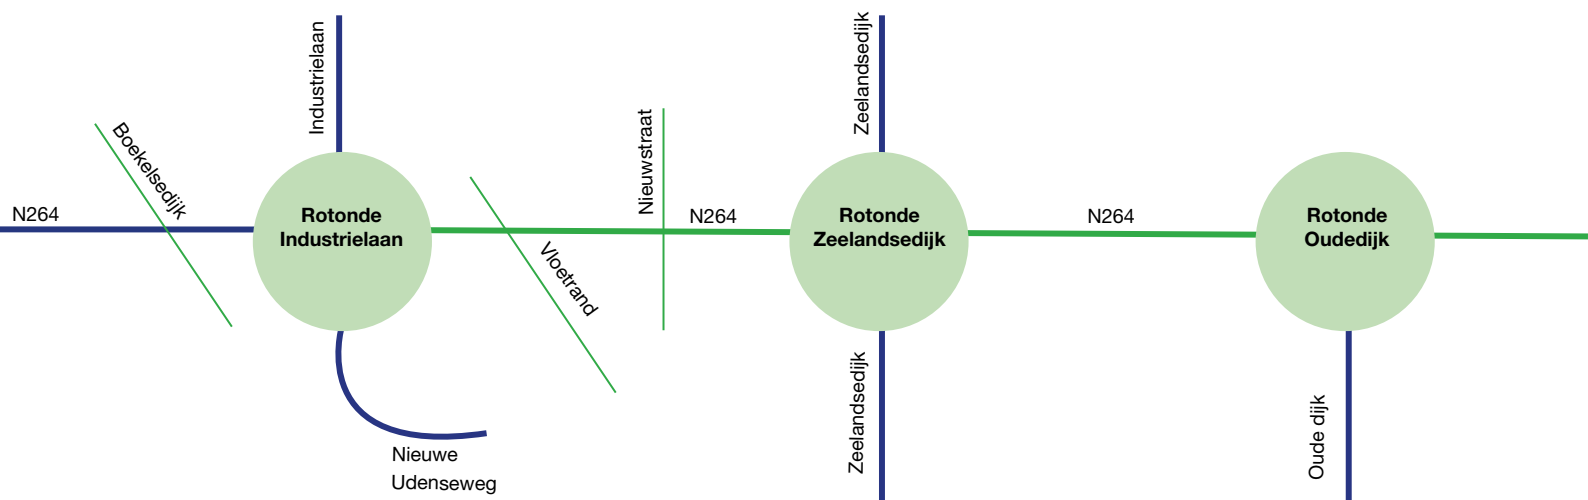 N264
Boekelsedijk
Industrielaan
Rotonde
Industrielaan
Nieuwe
Udenseweg
Vloetrand
Nieuwstraat
N264
Zeelandsedijk
Rotonde
Zeelandsedijk
Zeelandsedijk
N264
Rotonde
Oudedijk
Oude dijk